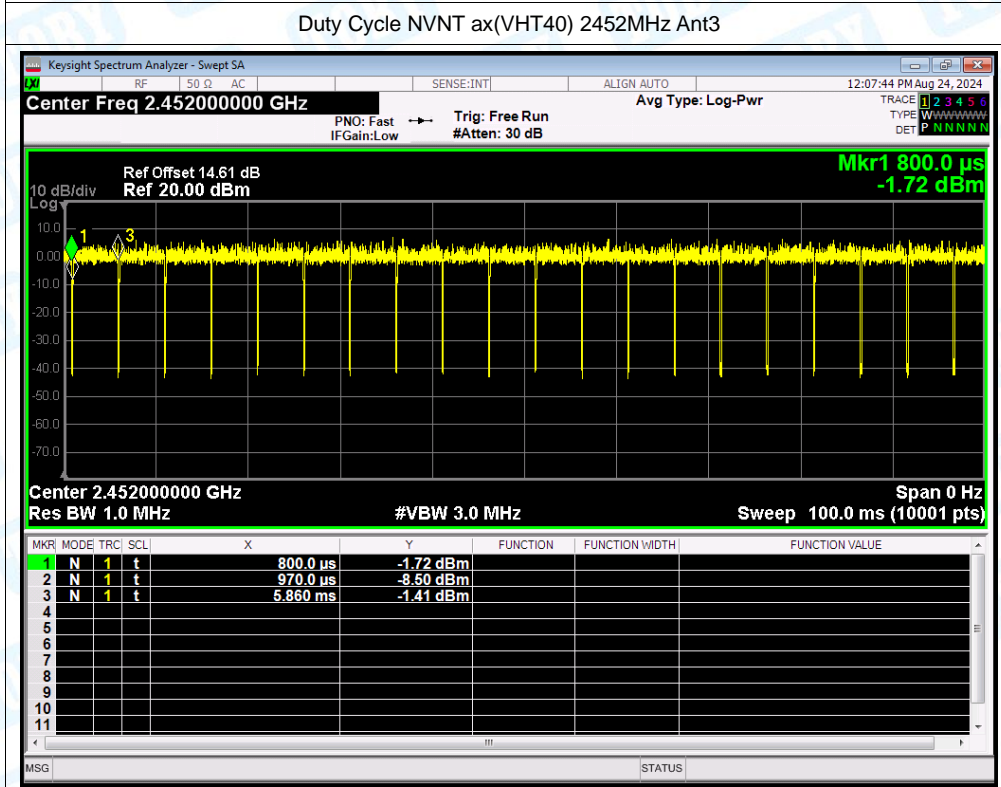 Duty Cycle NVNT ax(VHT40) 2452MHz Ant3
Keysight Spectrum Analyzer - Swept SA
LXI RF 50 Ω AC SENSE:INT ALIGN AUTO 12:07:44 PM Aug 24, 2024
Center Freq 2.452000000 GHz Avg Type: Log-Pwr TRACE 1 2 3 4 5 6
PNO: Fast Trig: Free Run TYPE WWWWWW
IFGain:Low #Atten: 30 dB DET P N N N N N
Mkr1 800.0 µs
-1.72 dBm
Ref Offset 14.61 dB
10 dB/div Ref 20.00 dBm
Log
1 3
10.0
0.00
-10.0
-20.0
-30.0
-40.0
-50.0
-60.0
-70.0
Center 2.452000000 GHz Span 0 Hz
Res BW 1.0 MHz #VBW 3.0 MHz Sweep 100.0 ms (10001 pts)
MKR MODE TRC SCL X Y FUNCTION FUNCTION WIDTH FUNCTION VALUE
1 N 1 t 800.0 µs -1.72 dBm
2 N 1 t 970.0 µs -8.50 dBm
3 N 1 t 5.860 ms -1.41 dBm
4
5
6
7
8
9
10
11
MSG STATUS